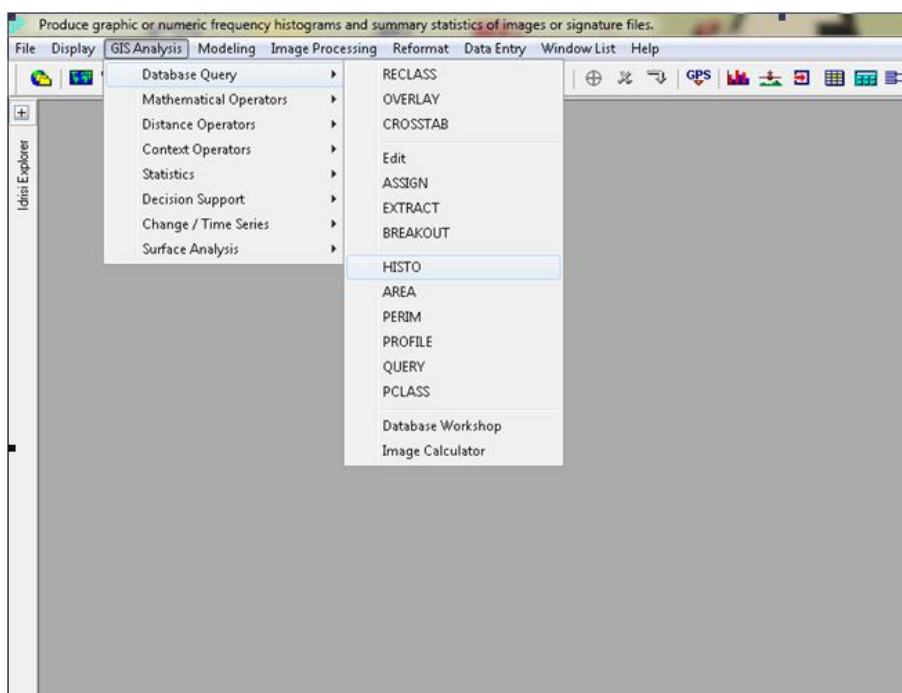 Produce graphic or numeric frequency histograms and summary statistics of images or signature files.
File Display GIS Analysis Modeling Image Processing Reformat Data Entry Window List Help
GPS
Idrisi Explorer
Database Query
Mathematical Operators
Distance Operators
Context Operators
Statistics
Decision Support
Change / Time Series
Surface Analysis
RECLASS
OVERLAY
CROSSTAB
Edit
ASSIGN
EXTRACT
BREAKOUT
HISTO
AREA
PERIM
PROFILE
QUERY
PCLASS
Database Workshop
Image Calculator